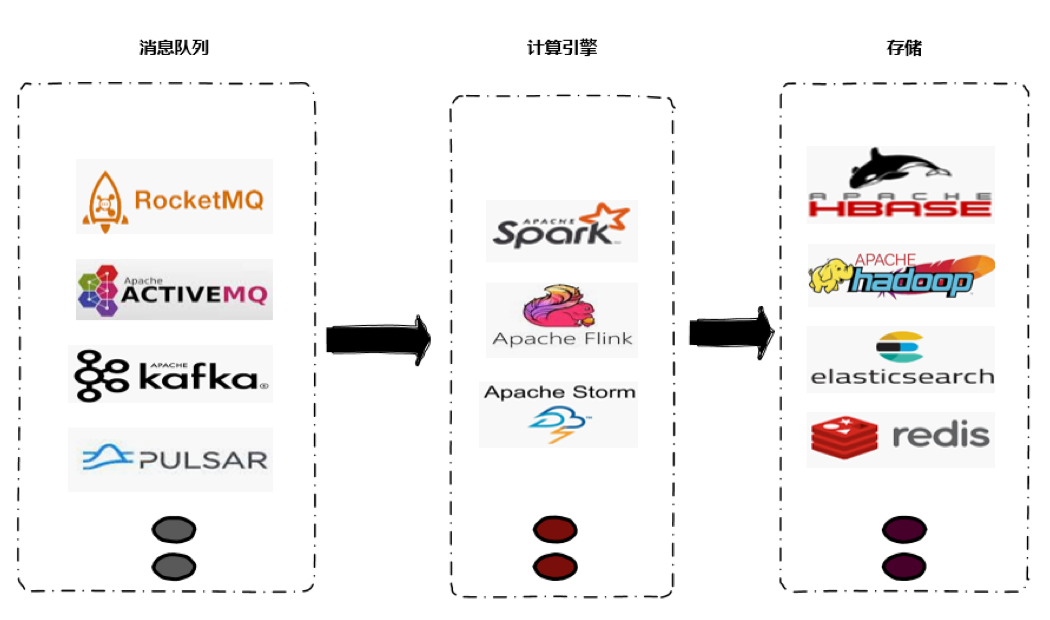 消息队列
计算引擎
存储
RocketMQ
Apache
ACTIVEMQ
APACHE
kafka®
PULSAR
APACHE
Spark™
Apache Flink
Apache Storm
APACHE
HBASE
APACHE
hadoop
elasticsearch
redis